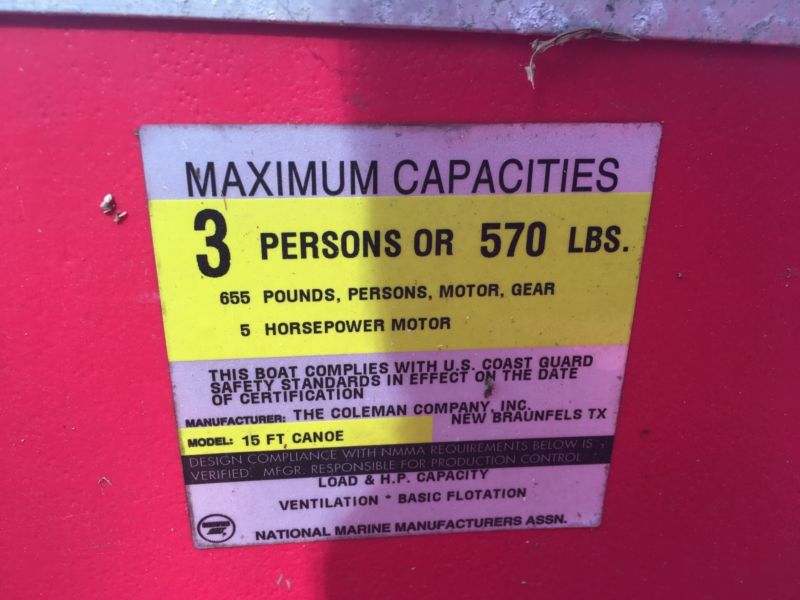 MAXIMUM CAPACITIES
3 PERSONS OR 570 LBS.
655 POUNDS, PERSONS, MOTOR, GEAR
5 HORSEPOWER MOTOR
THIS BOAT COMPLIES WITH U.S. COAST GUARD
SAFETY STANDARDS IN EFFECT ON THE DATE
OF CERTIFICATION
MANUFACTURER: THE COLEMAN COMPANY, INC.
NEW BRAUNFELS TX
MODEL: 15 FT CANOE
DESIGN COMPLIANCE WITH NMMA REQUIREMENTS BELOW IS
VERIFIED. MFGR. RESPONSIBLE FOR PRODUCTION CONTROL
LOAD & H.P. CAPACITY
VENTILATION * BASIC FLOTATION
NATIONAL MARINE MANUFACTURERS ASSN.